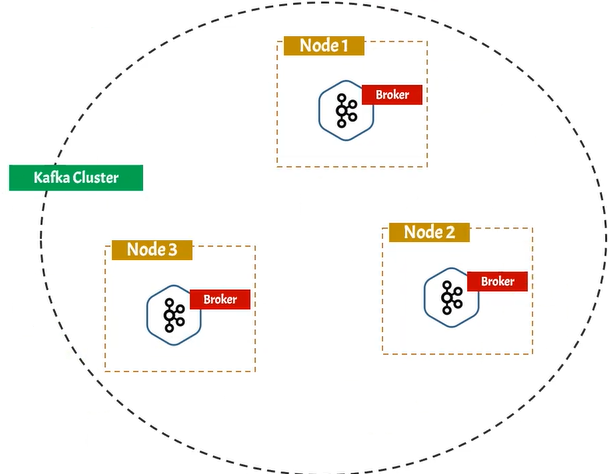 Node 1
Broker
Kafka Cluster
Node 2
Node 3
Broker
Broker